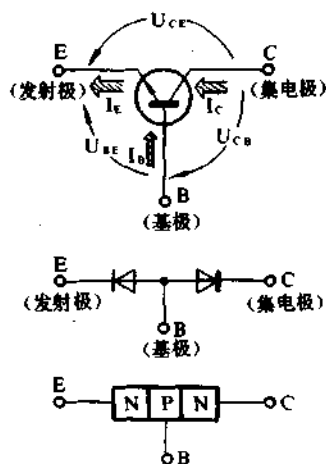 U_CE
E C
(发射极) I_E I_C (集电极)
U_BE I_B U_CB
B
(基极)
E C
(发射极) B (集电极)
(基极)
E N P N C
B